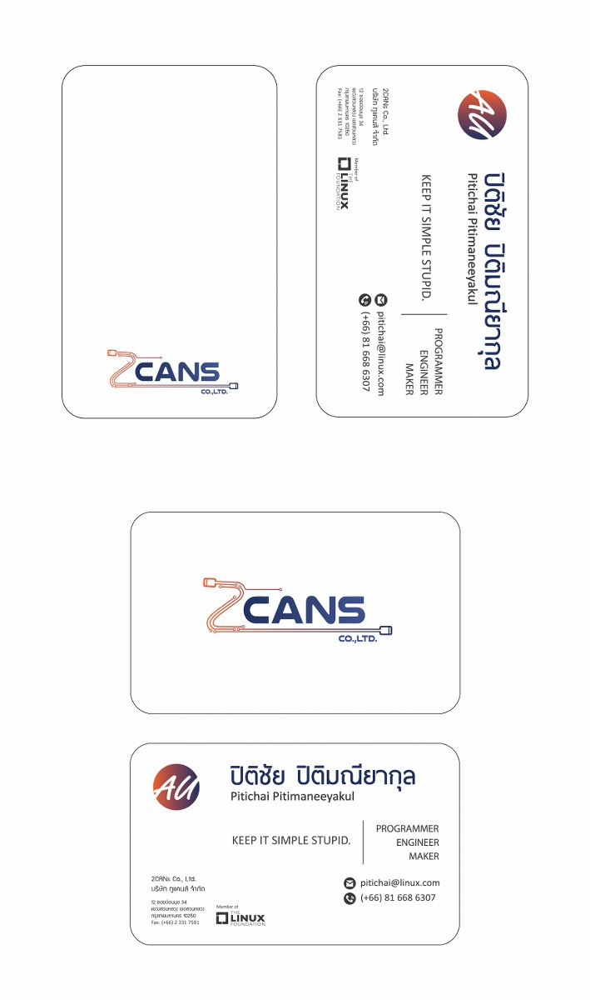 2CANS
CO.,LTD.
ปิติชัย ปิติมณียากุล
Pitichai Pitimaneeyakul
AU
KEEP IT SIMPLE STUPID.
PROGRAMMER
ENGINEER
MAKER
pitichai@linux.com
(+66) 81 668 6307
2CANs Co., Ltd.
บริษัท ทูแคนส์ จำกัด
12 ซอยอ่อนนุช 34
แขวงสวนหลวง เขตสวนหลวง
กรุงเทพมหานคร 10250
Fax: (+66) 2 331 7581
Member of
THE
LINUX
FOUNDATION
2CANS
CO.,LTD.
AU
ปิติชัย ปิติมณียากุล
Pitichai Pitimaneeyakul
KEEP IT SIMPLE STUPID.
PROGRAMMER
ENGINEER
MAKER
pitichai@linux.com
(+66) 81 668 6307
2CANs Co., Ltd.
บริษัท ทูแคนส์ จำกัด
12 ซอยอ่อนนุช 34
แขวงสวนหลวง เขตสวนหลวง
กรุงเทพมหานคร 10250
Fax: (+66) 2 331 7581
Member of
THE
LINUX
FOUNDATION